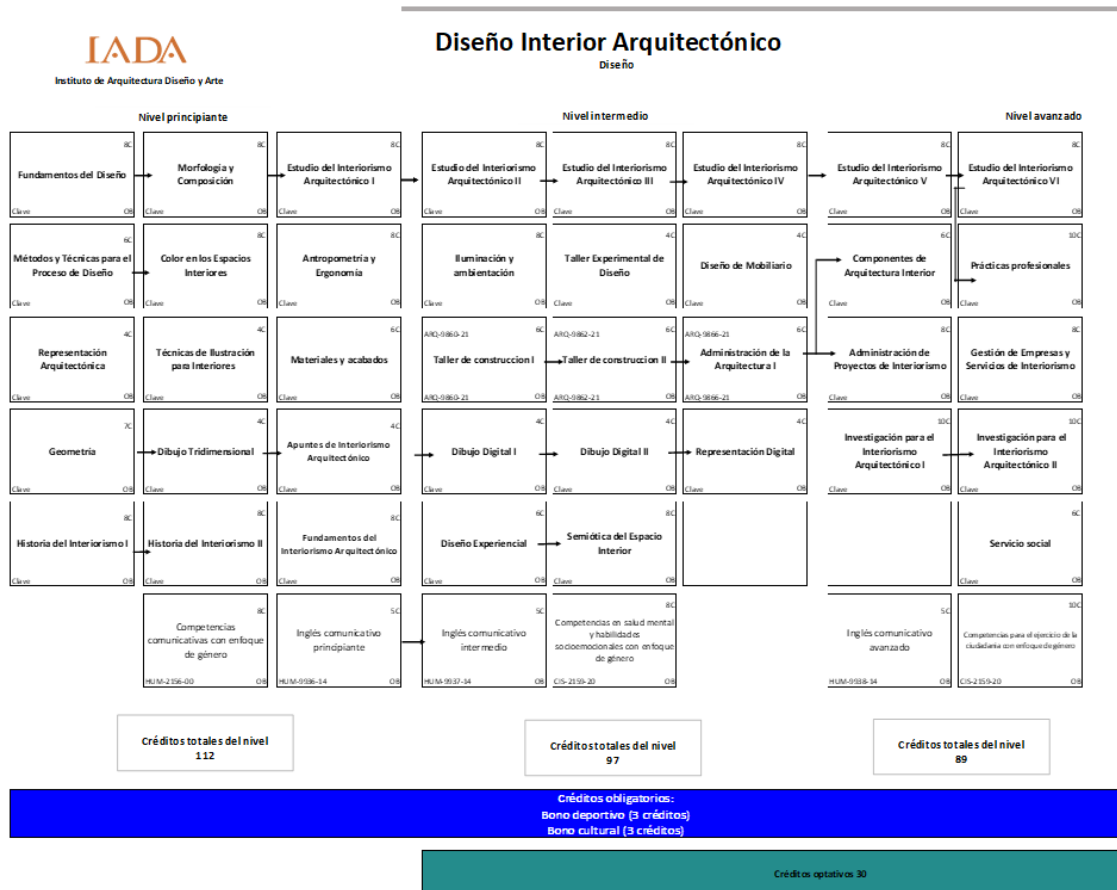 IADA
Instituto de Arquitectura Diseño y Arte
Diseño Interior Arquitectónico
Diseño
Nivel principiante
Nivel intermedio
Nivel avanzado
8C
Fundamentos del Diseño
Clave OB
8C
Morfología y
Composición
Clave OB
8C
Estudio del Interiorismo
Arquitectónico I
Clave OB
8C
Estudio del Interiorismo
Arquitectónico II
Clave OB
8C
Estudio del Interiorismo
Arquitectónico III
Clave OB
8C
Estudio del Interiorismo
Arquitectónico IV
Clave OB
8C
Estudio del Interiorismo
Arquitectónico V
Clave OB
8C
Estudio del Interiorismo
Arquitectónico VI
Clave OB
6C
Métodos y Técnicas para el
Proceso de Diseño
Clave OB
8C
Color en los Espacios
Interiores
Clave OB
8C
Antropometría y
Ergonomía
Clave OB
8C
Iluminación y
ambientación
Clave OB
4C
Taller Experimental de
Diseño
Clave OB
4C
Diseño de Mobiliario
Clave OB
6C
Componentes de
Arquitectura Interior
Clave OB
10C
Prácticas profesionales
Clave OB
4C
Representación
Arquitectónica
Clave OB
4C
Técnicas de Ilustración
para Interiores
Clave OB
6C
Materiales y acabados
Clave OB
ARQ-9860-21 6C
Taller de construccion I
ARQ-9860-21 OB
ARQ-9862-21 6C
Taller de construccion II
ARQ-9862-21 OB
ARQ-9866-21 6C
Administración de la
Arquitectura I
ARQ-9866-21 OB
8C
Administración de
Proyectos de Interiorismo
Clave OB
8C
Gestión de Empresas y
Servicios de Interiorismo
Clave OB
7C
Geometría
Clave OB
4C
Dibujo Tridimensional
Clave OB
4C
Apuntes de Interiorismo
Arquitectónico
Clave OB
4C
Dibujo Digital I
Clave OB
4C
Dibujo Digital II
Clave OB
4C
Representación Digital
Clave OB
10C
Investigación para el
Interiorismo
Arquitectónico I
Clave OB
10C
Investigación para el
Interiorismo
Arquitectónico II
Clave OB
8C
Historia del Interiorismo I
Clave OB
8C
Historia del Interiorismo II
Clave OB
8C
Fundamentos del
Interiorismo Arquitectónico
Clave OB
6C
Diseño Experiencial
Clave OB
8C
Semiótica del Espacio
Interior
Clave OB
6C
Servicio social
Clave OB
8C
Competencias
comunicativas con enfoque
de género
HUM-2156-00 OB
5C
Inglés comunicativo
principiante
HUM-9936-14 OB
5C
Inglés comunicativo
intermedio
HUM-9937-14 OB
8C
Competencias en salud mental
y habilidades
socioemocionales con enfoque
de género
CIS-2159-20 OB
5C
Inglés comunicativo
avanzado
HUM-9938-14 OB
10C
Competencias para el ejercicio de la
ciudadanía con enfoque de género
CIS-2159-20 OB
Créditos totales del nivel
112
Créditos totales del nivel
97
Créditos totales del nivel
89
Créditos obligatorios:
Bono deportivo (3 créditos)
Bono cultural (3 créditos)
Créditos optativos 30